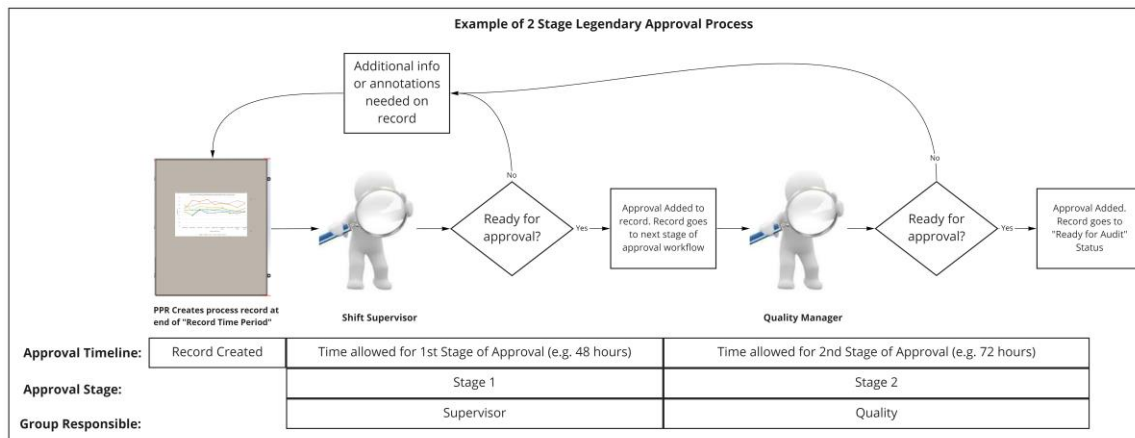 Example of 2 Stage Legendary Approval Process
Additional info
or annotations
needed on
record
No
No
Ready for
approval?
Yes
Approval Added to
record. Record goes
to next stage of
approval workflow
Ready for
approval?
Yes
Approval Added.
Record goes to
"Ready for Audit"
Status
PPR Creates process record at
end of "Record Time Period"
Shift Supervisor
Quality Manager
Approval Timeline: Record Created Time allowed for 1st Stage of Approval (e.g. 48 hours) Time allowed for 2nd Stage of Approval (e.g. 72 hours)
Approval Stage: Stage 1 Stage 2
Group Responsible: Supervisor Quality